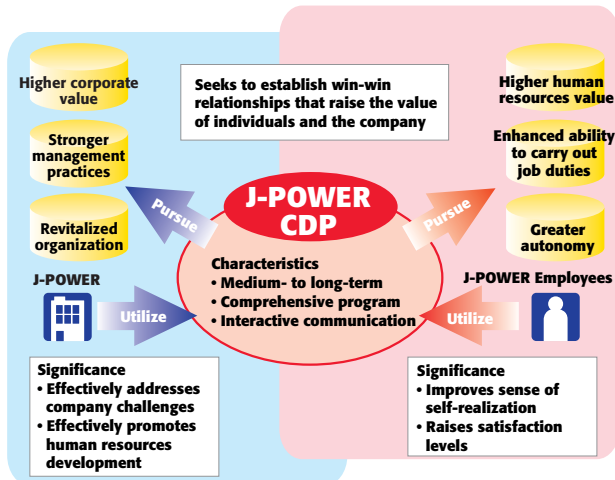 Higher corporate
value
Stronger
management
practices
Revitalized
organization
Seeks to establish win-win
relationships that raise the value
of individuals and the company
Higher human
resources value
Enhanced ability
to carry out
job duties
Greater
autonomy
Pursue
J-POWER
CDP
Pursue
Characteristics
• Medium- to long-term
• Comprehensive program
• Interactive communication
J-POWER
Utilize
J-POWER Employees
Utilize
Significance
• Effectively addresses
company challenges
• Effectively promotes
human resources
development
Significance
• Improves sense of
self-realization
• Raises satisfaction
levels